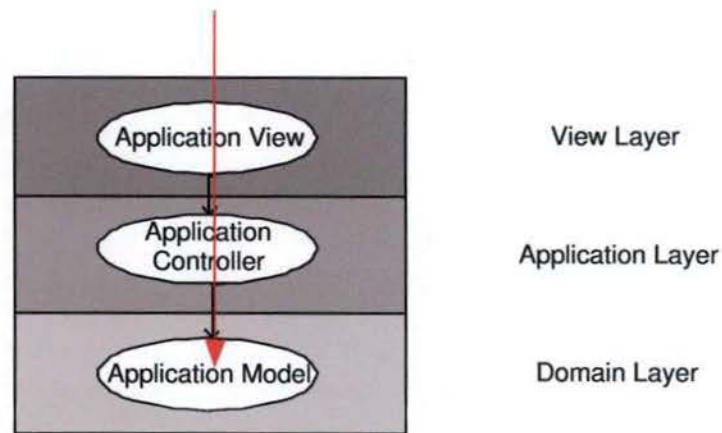 Application View
View Layer
Application
Controller
Application Layer
Application Model
Domain Layer